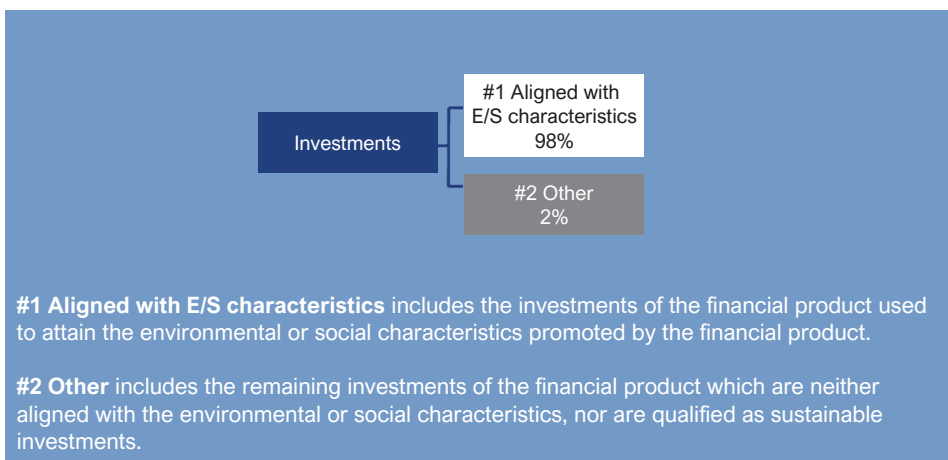 Investments
#1 Aligned with
E/S characteristics
98%
#2 Other
2%
#1 Aligned with E/S characteristics includes the investments of the financial product used
to attain the environmental or social characteristics promoted by the financial product.
#2 Other includes the remaining investments of the financial product which are neither
aligned with the environmental or social characteristics, nor are qualified as sustainable
investments.